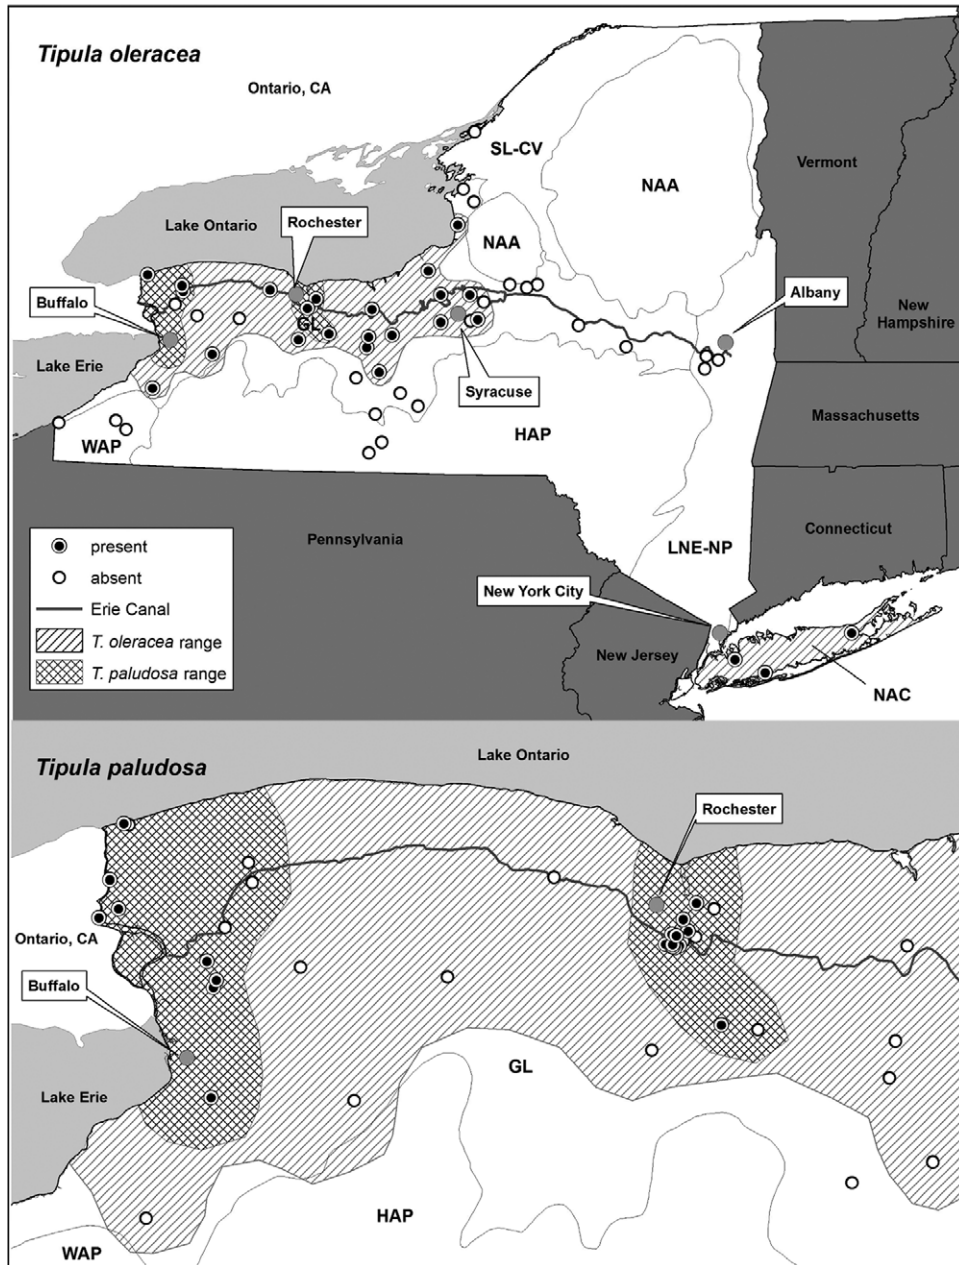 Tipula oleracea
Ontario, CA
SL-CV
Vermont
NAA
Lake Ontario
Rochester
NAA
Buffalo
Albany
New
Hampshire
Lake Erie
Syracuse
Massachusetts
WAP
HAP
Pennsylvania
Connecticut
LNE-NP
present
absent
Erie Canal
T. oleracea range
T. paludosa range
New York City
New Jersey
NAC
Tipula paludosa
Lake Ontario
Rochester
Ontario, CA
Buffalo
GL
Lake Erie
HAP
WAP